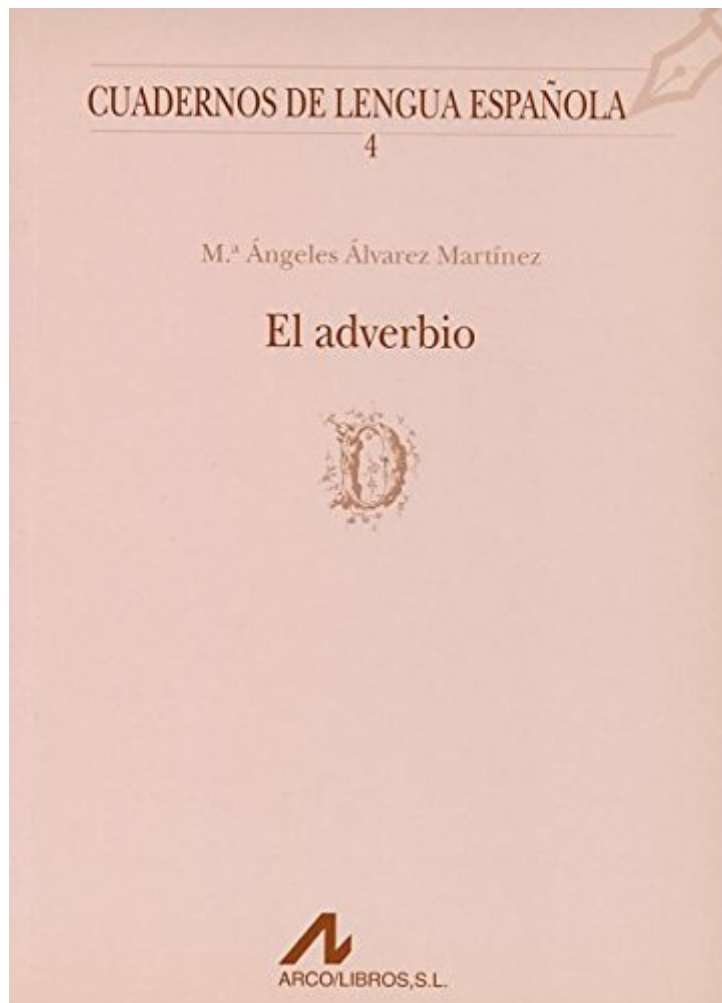 CUADERNOS DE LENGUA ESPAÑOLA
4
M.ª Ángeles Álvarez Martínez
El adverbio
D
ARCO/LIBROS,S.L.